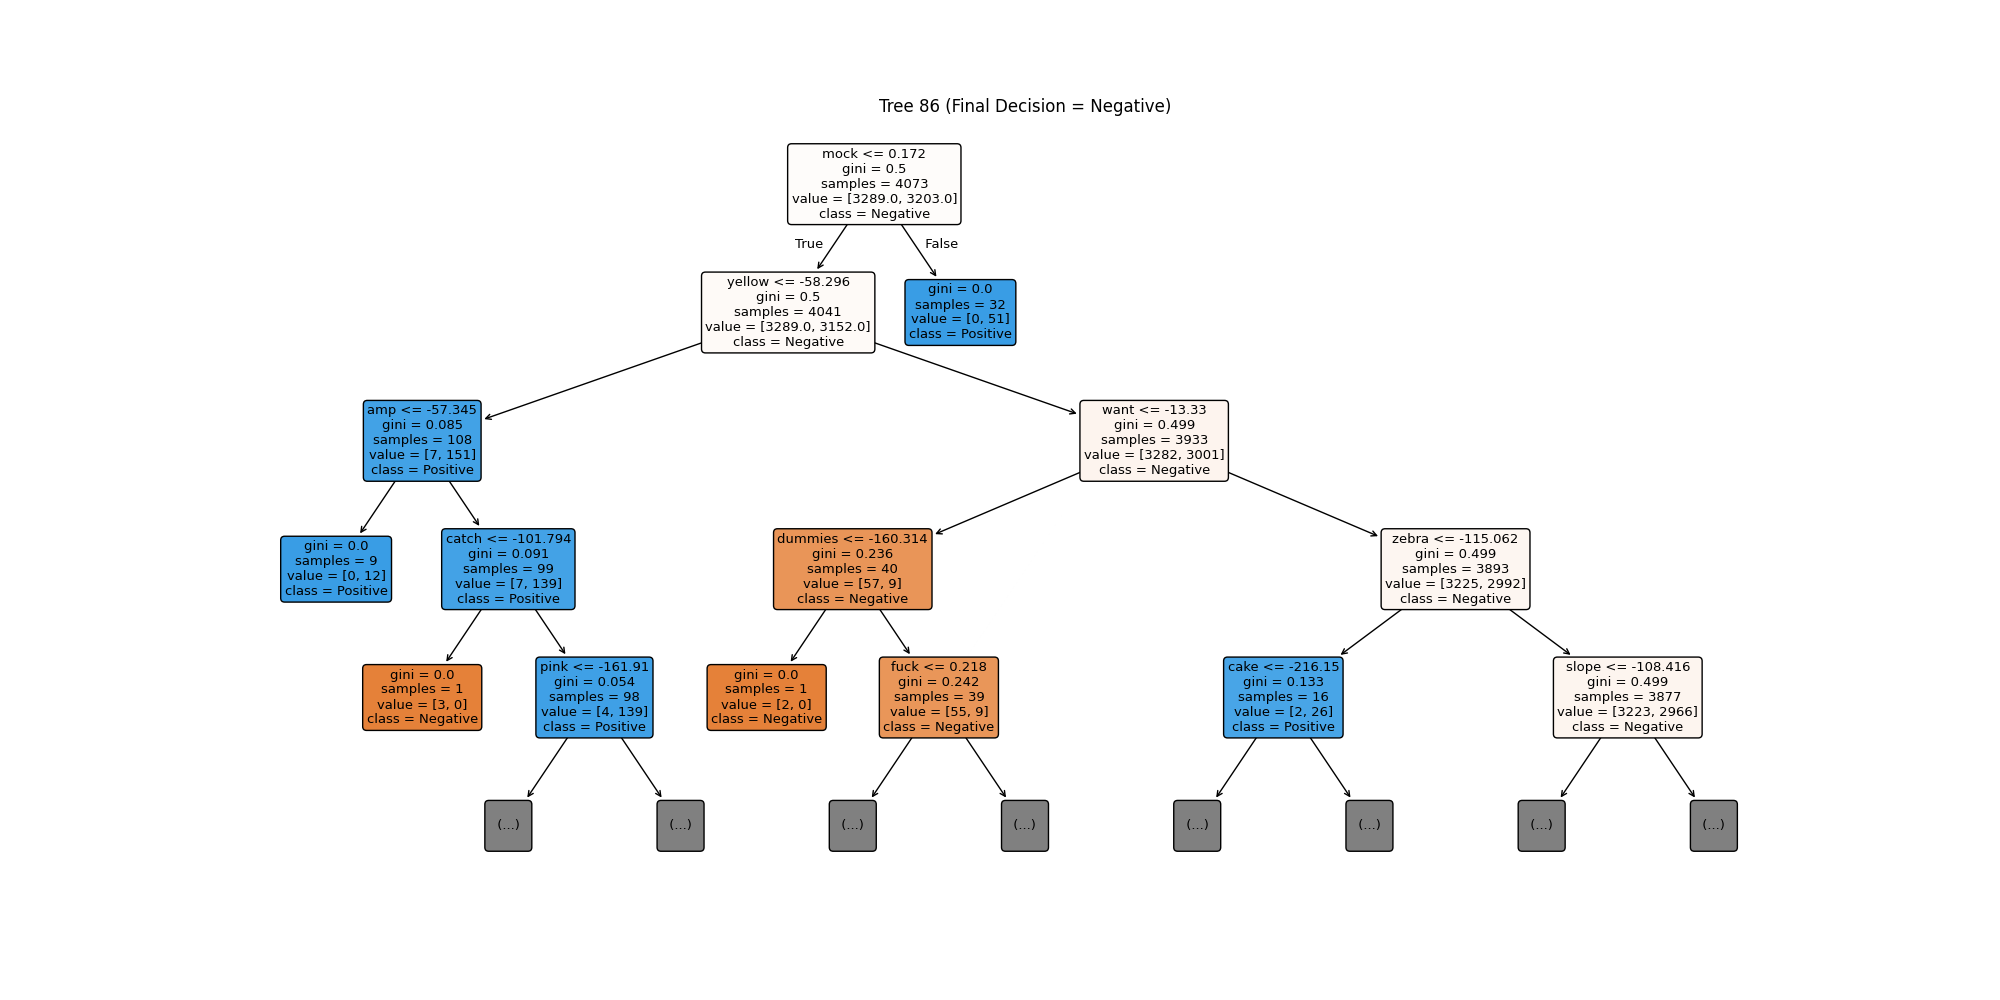 Tree 86 (Final Decision = Negative)
mock <= 0.172
gini = 0.5
samples = 4073
value = [3289.0, 3203.0]
class = Negative
True
False
yellow <= -58.296
gini = 0.5
samples = 4041
value = [3289.0, 3152.0]
class = Negative
gini = 0.0
samples = 32
value = [0, 51]
class = Positive
amp <= -57.345
gini = 0.085
samples = 108
value = [7, 151]
class = Positive
want <= -13.33
gini = 0.499
samples = 3933
value = [3282, 3001]
class = Negative
gini = 0.0
samples = 9
value = [0, 12]
class = Positive
catch <= -101.794
gini = 0.091
samples = 99
value = [7, 139]
class = Positive
dummies <= -160.314
gini = 0.236
samples = 40
value = [57, 9]
class = Negative
zebra <= -115.062
gini = 0.499
samples = 3893
value = [3225, 2992]
class = Negative
gini = 0.0
samples = 1
value = [3, 0]
class = Negative
pink <= -161.91
gini = 0.054
samples = 98
value = [4, 139]
class = Positive
gini = 0.0
samples = 1
value = [2, 0]
class = Negative
fuck <= 0.218
gini = 0.242
samples = 39
value = [55, 9]
class = Negative
cake <= -216.15
gini = 0.133
samples = 16
value = [2, 26]
class = Positive
slope <= -108.416
gini = 0.499
samples = 3877
value = [3223, 2966]
class = Negative
(...)
(...)
(...)
(...)
(...)
(...)
(...)
(...)